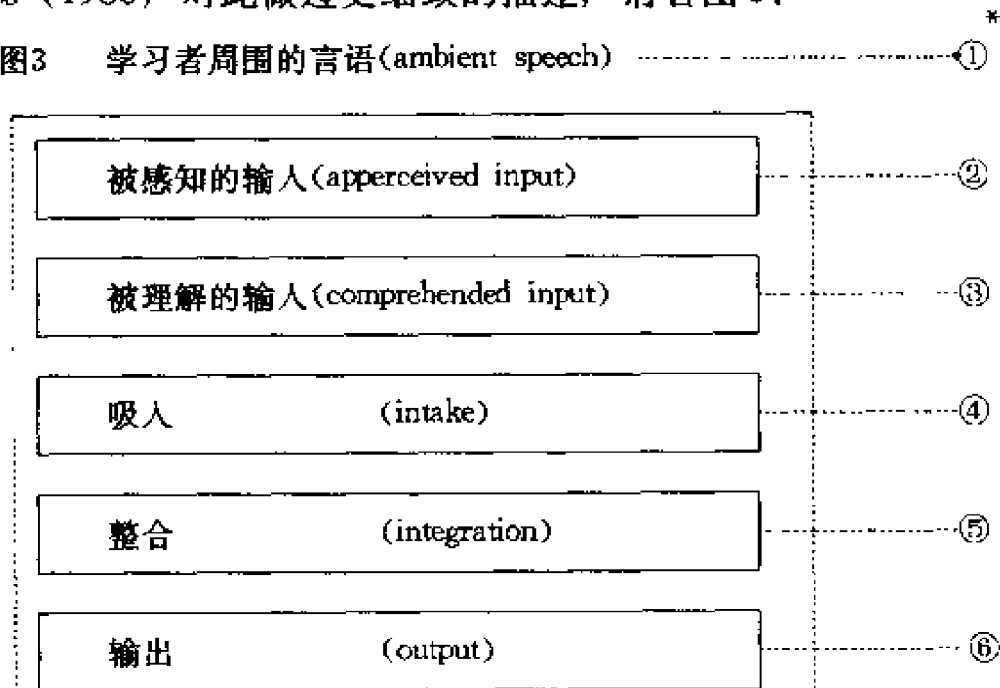 图3 学习者周围的言语(ambient speech) ①
被感知的输入(apperceived input) ②
被理解的输入(comprehended input) ③
吸入 (intake) ④
整合 (integration) ⑤
输出 (output) ⑥